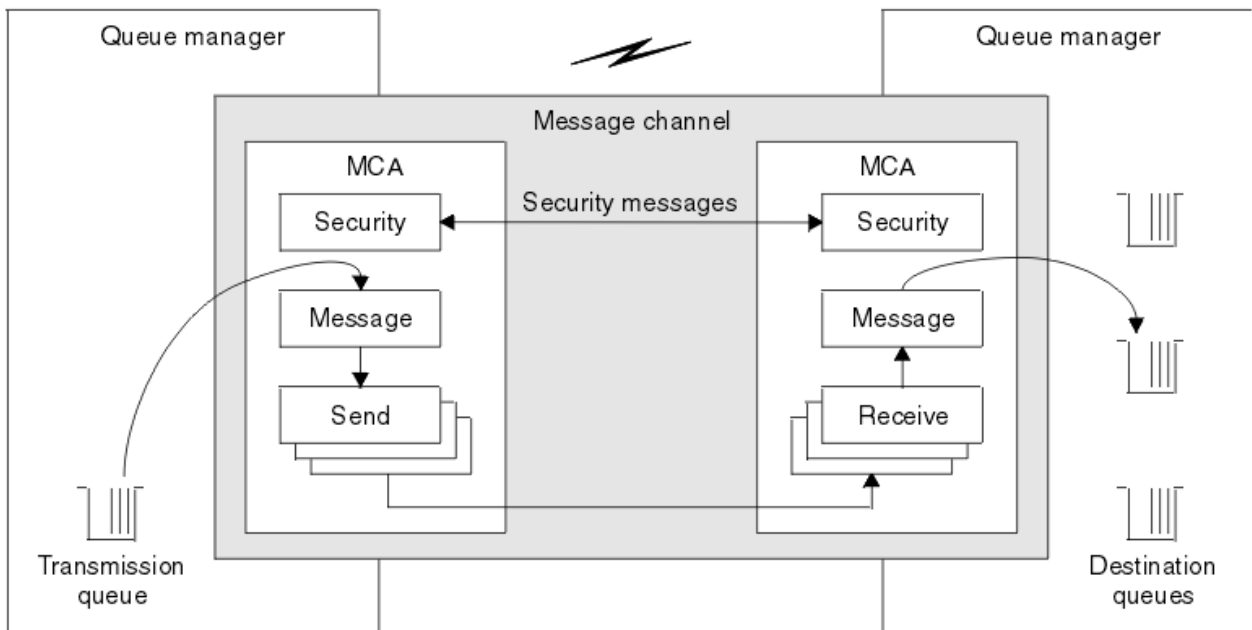 Queue manager
Queue manager
Message channel
MCA
MCA
Security
Security messages
Security
Message
Message
Send
Receive
Transmission
queue
Destination
queues